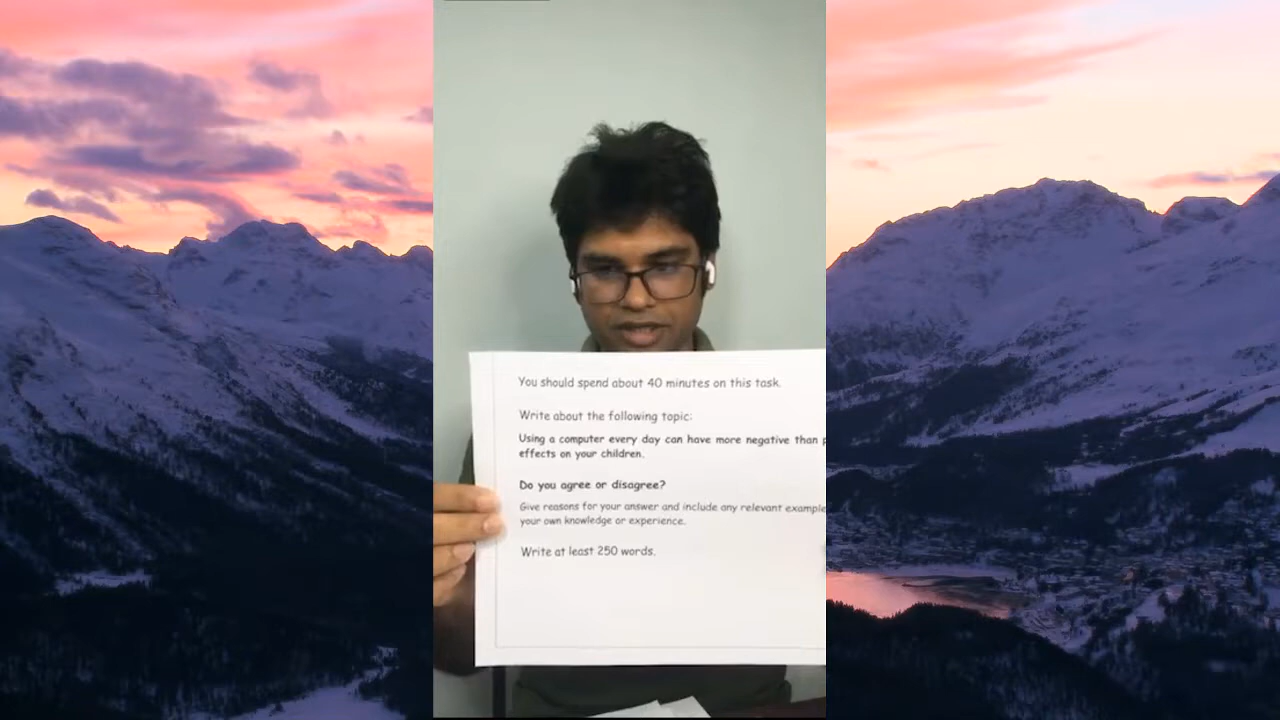 You should spend about 40 minutes on this task.
Write about the following topic:
Using a computer every day can have more negative than
effects on your children.
Do you agree or disagree?
Give reasons for your answer and include any relevant example
your own knowledge or experience.
Write at least 250 words.